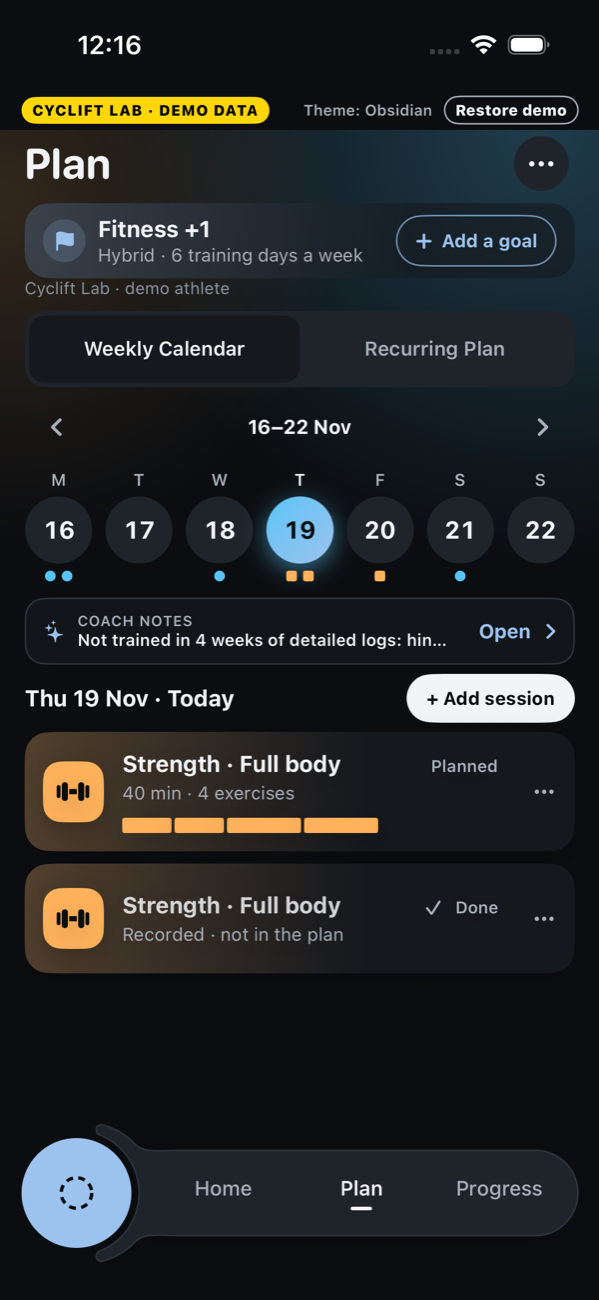 12:16
CYCLIFT LAB · DEMO DATA
Theme: Obsidian
Restore demo
Plan
Fitness +1
Hybrid · 6 training days a week
+ Add a goal
Cyclift Lab · demo athlete
Weekly Calendar
Recurring Plan
16–22 Nov
M T W T F S S
16 17 18 19 20 21 22
COACH NOTES
Not trained in 4 weeks of detailed logs: hin...
Open
Thu 19 Nov · Today
+ Add session
Strength · Full body
Planned
40 min · 4 exercises
Strength · Full body
Done
Recorded · not in the plan
Home
Plan
Progress